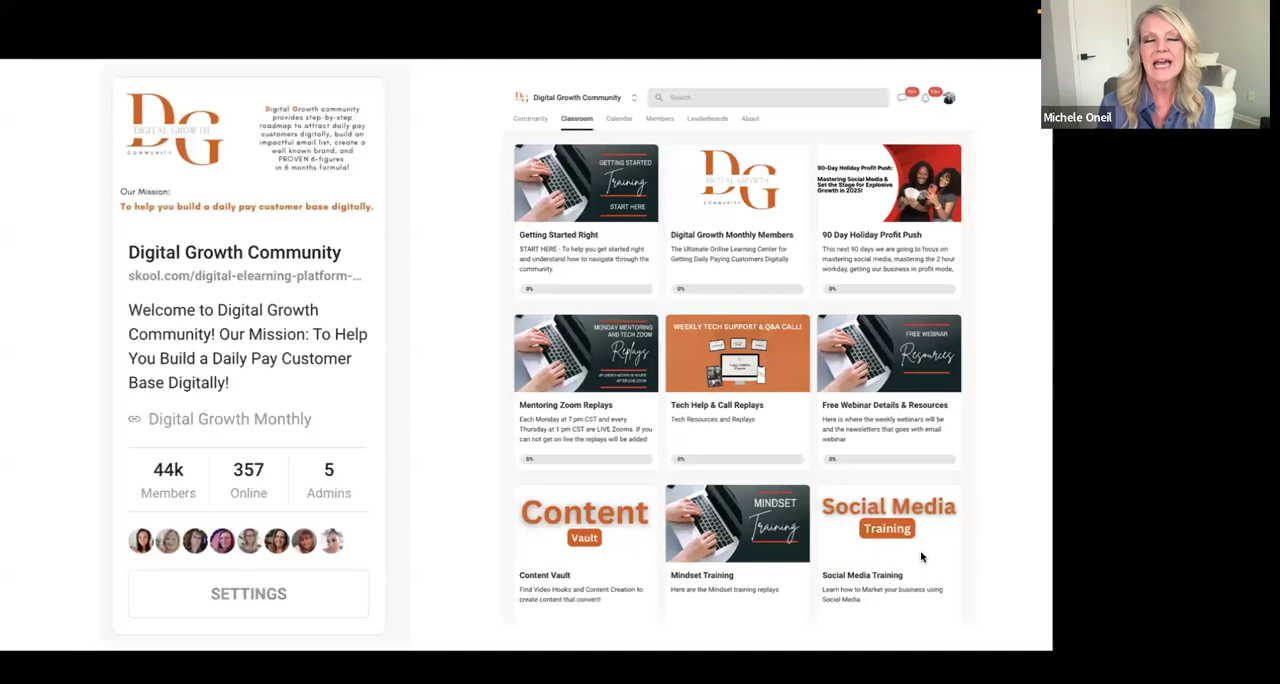 Michele Oneil
DG
DIGITAL GROWTH
COMMUNITY
Digital Growth community
provides step-by-step
roadmap to attract daily pay
customers digitally, build an
impactful email list, create a
well known brand, and
PROVEN 6-figures
in 6 months formula!
Our Mission:
To help you build a daily pay customer base digitally.
Digital Growth Community
skool.com/digital-elearning-platform-...
Welcome to Digital Growth
Community! Our Mission: To Help
You Build a Daily Pay Customer
Base Digitally!
Digital Growth Monthly
44k 357 5
Members Online Admins
SETTINGS
DG Digital Growth Community Search
Community Classroom Calendar Members Leaderboards About
GETTING STARTED
Training
START HERE
Getting Started Right
START HERE - To help you get started right
and understand how to navigate through the
community.
0%
DG
DIGITAL GROWTH
COMMUNITY
Digital Growth Monthly Members
The Ultimate Online Learning Center for
Getting Daily Paying Customers Digitally
0%
90-Day Holiday Profit Push:
Mastering Social Media &
Set the Stage for Explosive
Growth in 2025!
90 Day Holiday Profit Push
This next 90 days we are going to focus on
mastering social media, mastering the 2 hour
workday, getting our business in profit mode,
0%
MONDAY MENTORING
AND TECH ZOOM
Replays
Mentoring Zoom Replays
Each Monday at 7 pm CST and every
Thursday at 1 pm CST are LIVE Zooms. If you
can not get on live the replays will be added
0%
WEEKLY TECH SUPPORT & Q&A CALL!
Tech Help & Call Replays
Tech Resources and Replays
0%
FREE WEBINAR
Resources
Free Webinar Details & Resources
Here is where the weekly webinars will be
and the newsletters that goes with email
webinar
0%
Content
Vault
Content Vault
Find Video Hooks and Content Creation to
create content that convert!
MINDSET
Training
Mindset Training
Here are the Mindset training replays
Social Media
Training
Social Media Training
Learn how to Market your business using
Social Media